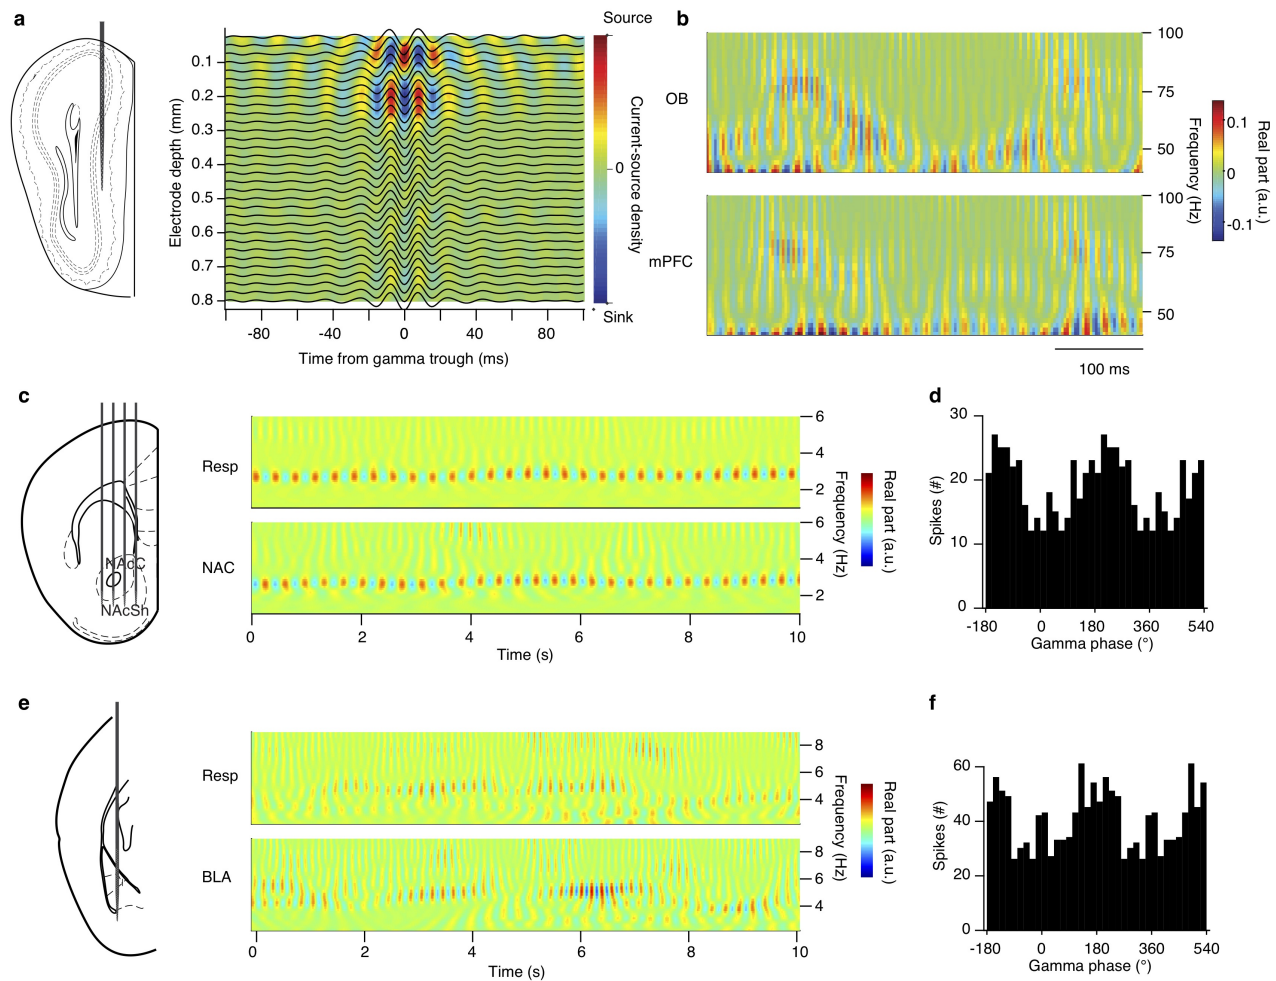 a
Source
0.1
0.2
0.3
0.4
0.5
0.6
0.7
0.8
Electrode depth (mm)
-80
-40
0
40
80
Time from gamma trough (ms)
0
Current-source density
Sink
b
OB
100
75
50
mPFC
100
75
50
Frequency (Hz)
0.1
0
-0.1
Real part (a.u.)
100 ms
c
NAcC
NAcSh
Resp
6
4
2
NAC
6
4
2
Frequency (Hz)
Real part (a.u.)
0
2
4
6
8
10
Time (s)
d
30
20
10
0
Spikes (#)
-180
0
180
360
540
Gamma phase (°)
e
Resp
8
6
4
BLA
8
6
4
Frequency (Hz)
Real part (a.u.)
0
2
4
6
8
10
Time (s)
f
60
40
20
0
Spikes (#)
-180
0
180
360
540
Gamma phase (°)